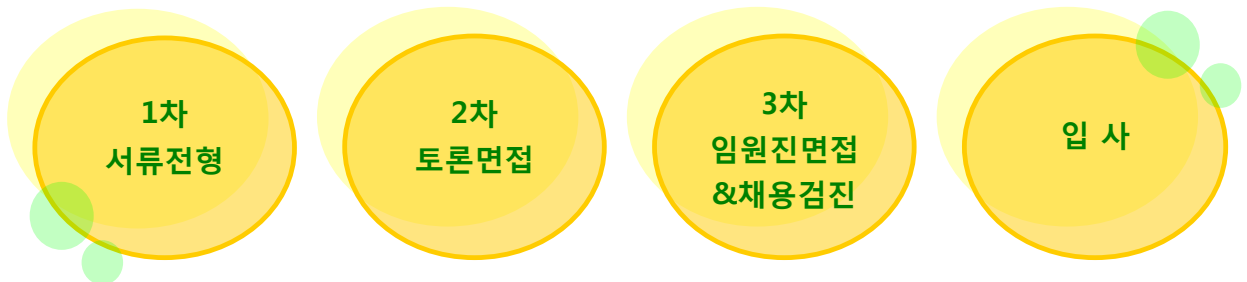 1차
서류전형
2차
토론면접
3차
임원진면접
&채용검진
입 사